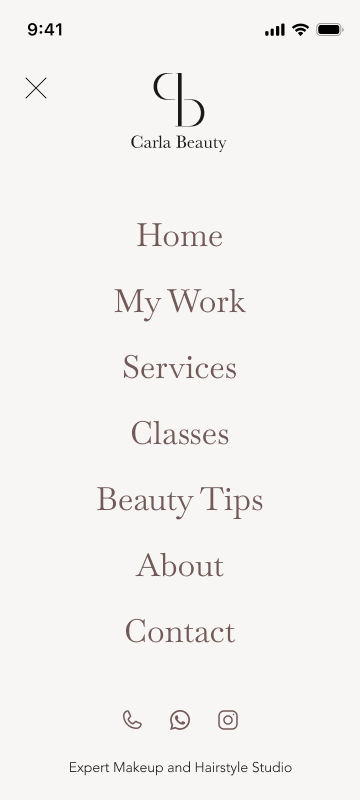 9:41
Carla Beauty
Home
My Work
Services
Classes
Beauty Tips
About
Contact
Expert Makeup and Hairstyle Studio